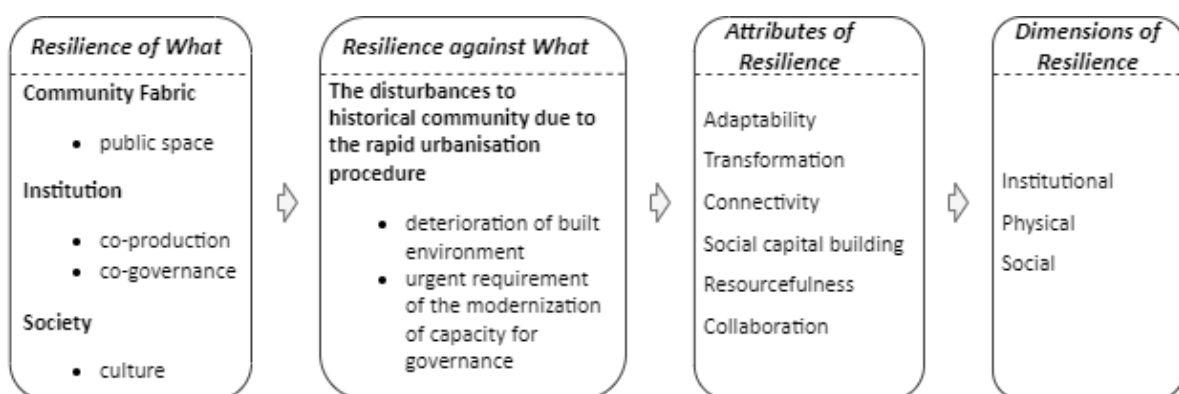 Resilience of What
Community Fabric
• public space
Institution
• co-production
• co-governance
Society
• culture
Resilience against What
The disturbances to
historical community due to
the rapid urbanisation
procedure
• deterioration of built
environment
• urgent requirement
of the modernization
of capacity for
governance
Attributes of
Resilience
Adaptability
Transformation
Connectivity
Social capital building
Resourcefulness
Collaboration
Dimensions of
Resilience
Institutional
Physical
Social